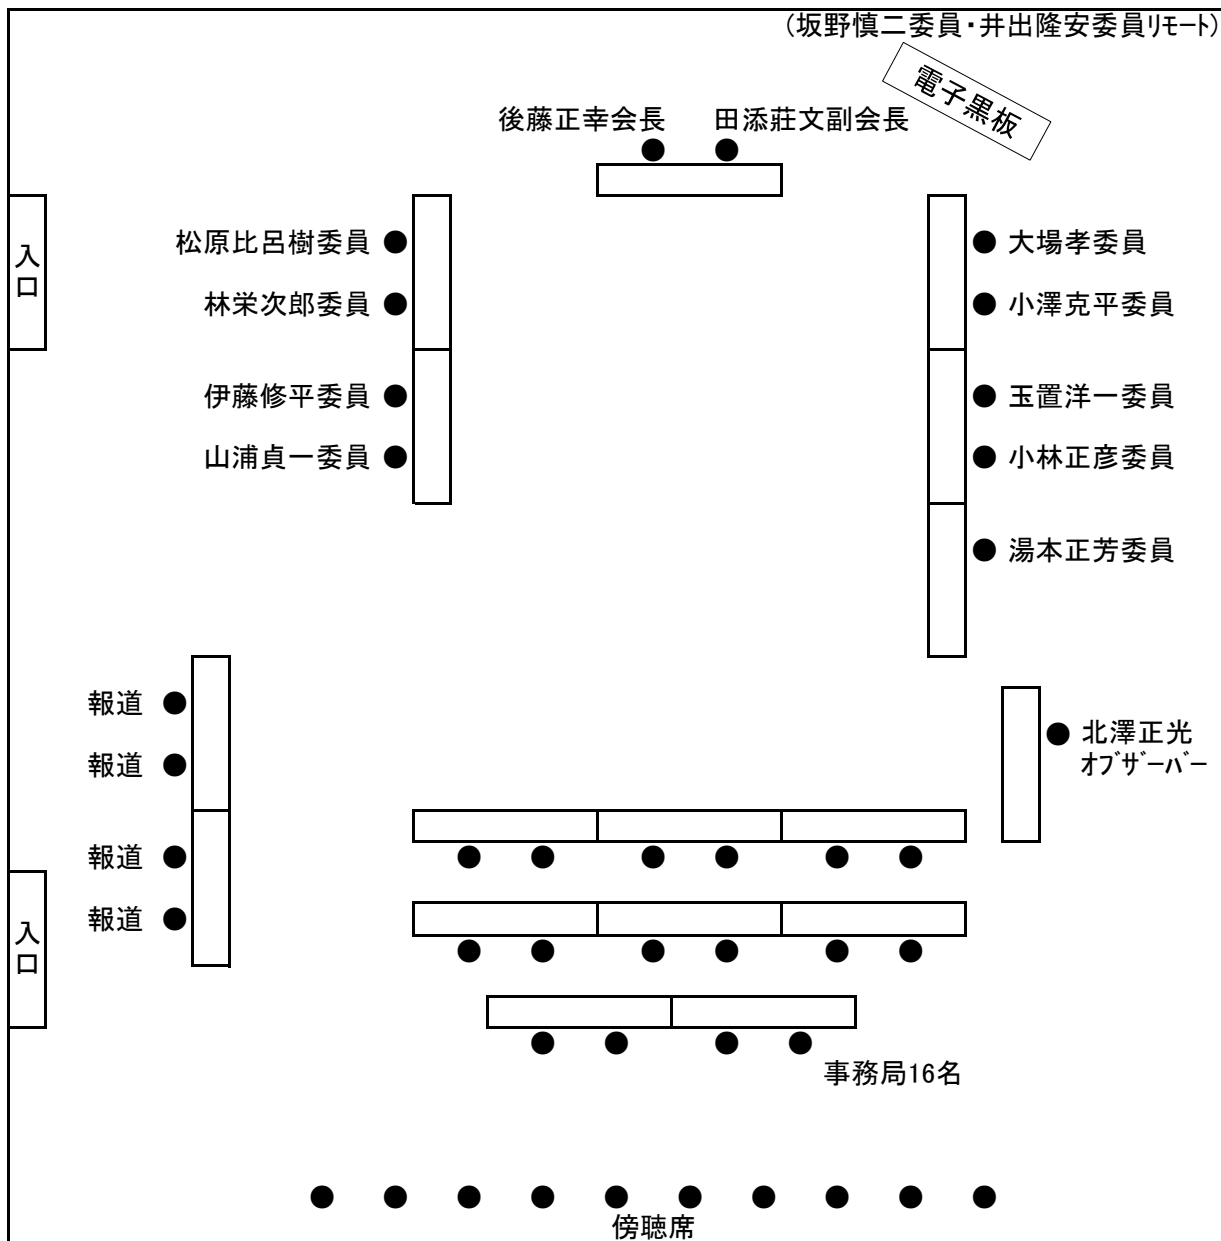 (坂野慎二委員・井出隆安委員ﾘﾓｰﾄ)
電子黒板
後藤正幸会長
田添莊文副会長
入口
松原比呂樹委員
大場孝委員
林栄次郎委員
小澤克平委員
伊藤修平委員
玉置洋一委員
山浦貞一委員
小林正彦委員
湯本正芳委員
報道
北澤正光
ｵﾌﾞｻﾞｰﾊﾞｰ
報道
報道
報道
入口
事務局16名
傍聴席